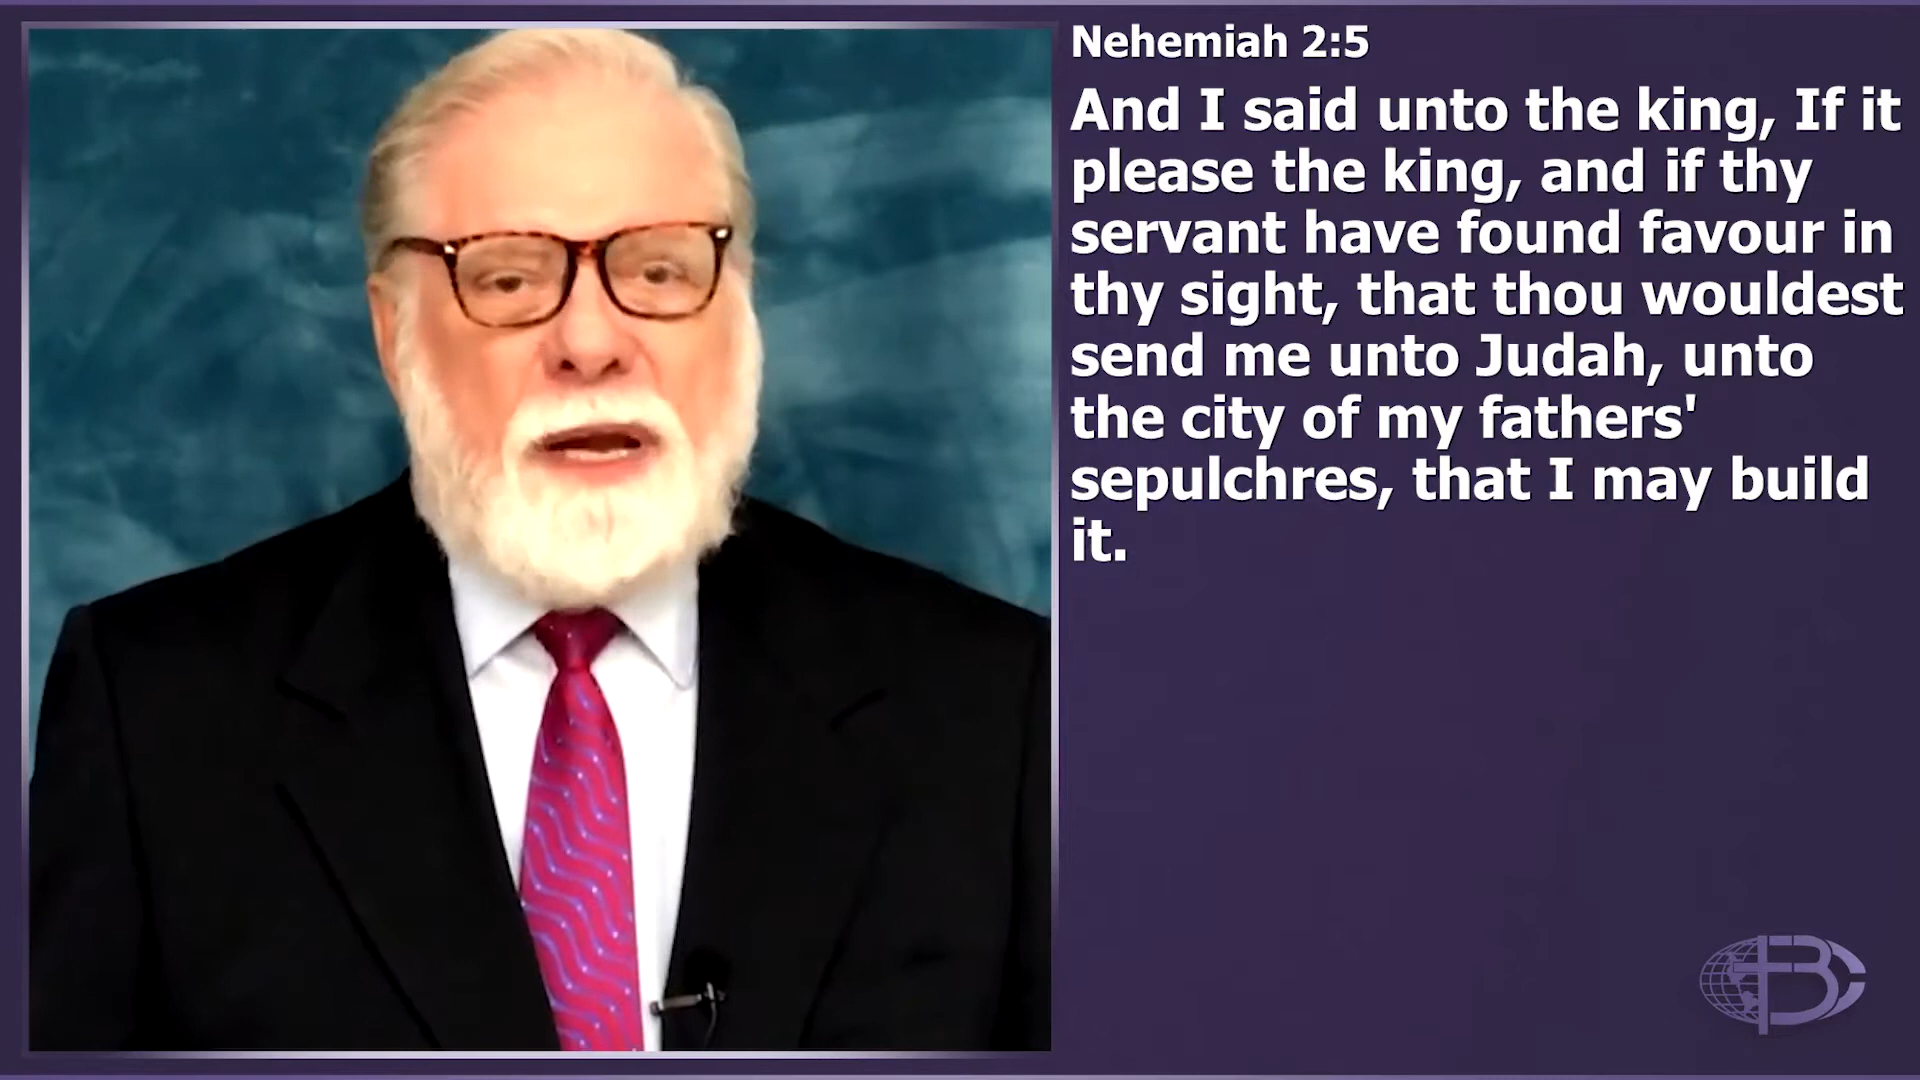 Nehemiah 2:5
And I said unto the king, If it
please the king, and if thy
servant have found favour in
thy sight, that thou wouldest
send me unto Judah, unto
the city of my fathers'
sepulchres, that I may build
it.
BC